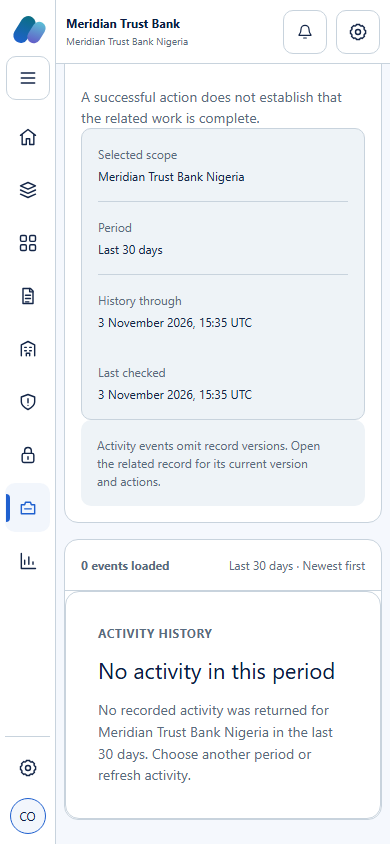 Meridian Trust Bank
Meridian Trust Bank Nigeria
A successful action does not establish that
the related work is complete.
Selected scope
Meridian Trust Bank Nigeria
Period
Last 30 days
History through
3 November 2026, 15:35 UTC
Last checked
3 November 2026, 15:35 UTC
Activity events omit record versions. Open
the related record for its current version
and actions.
0 events loaded
Last 30 days · Newest first
ACTIVITY HISTORY
No activity in this period
No recorded activity was returned for
Meridian Trust Bank Nigeria in the last
30 days. Choose another period or
refresh activity.
CO